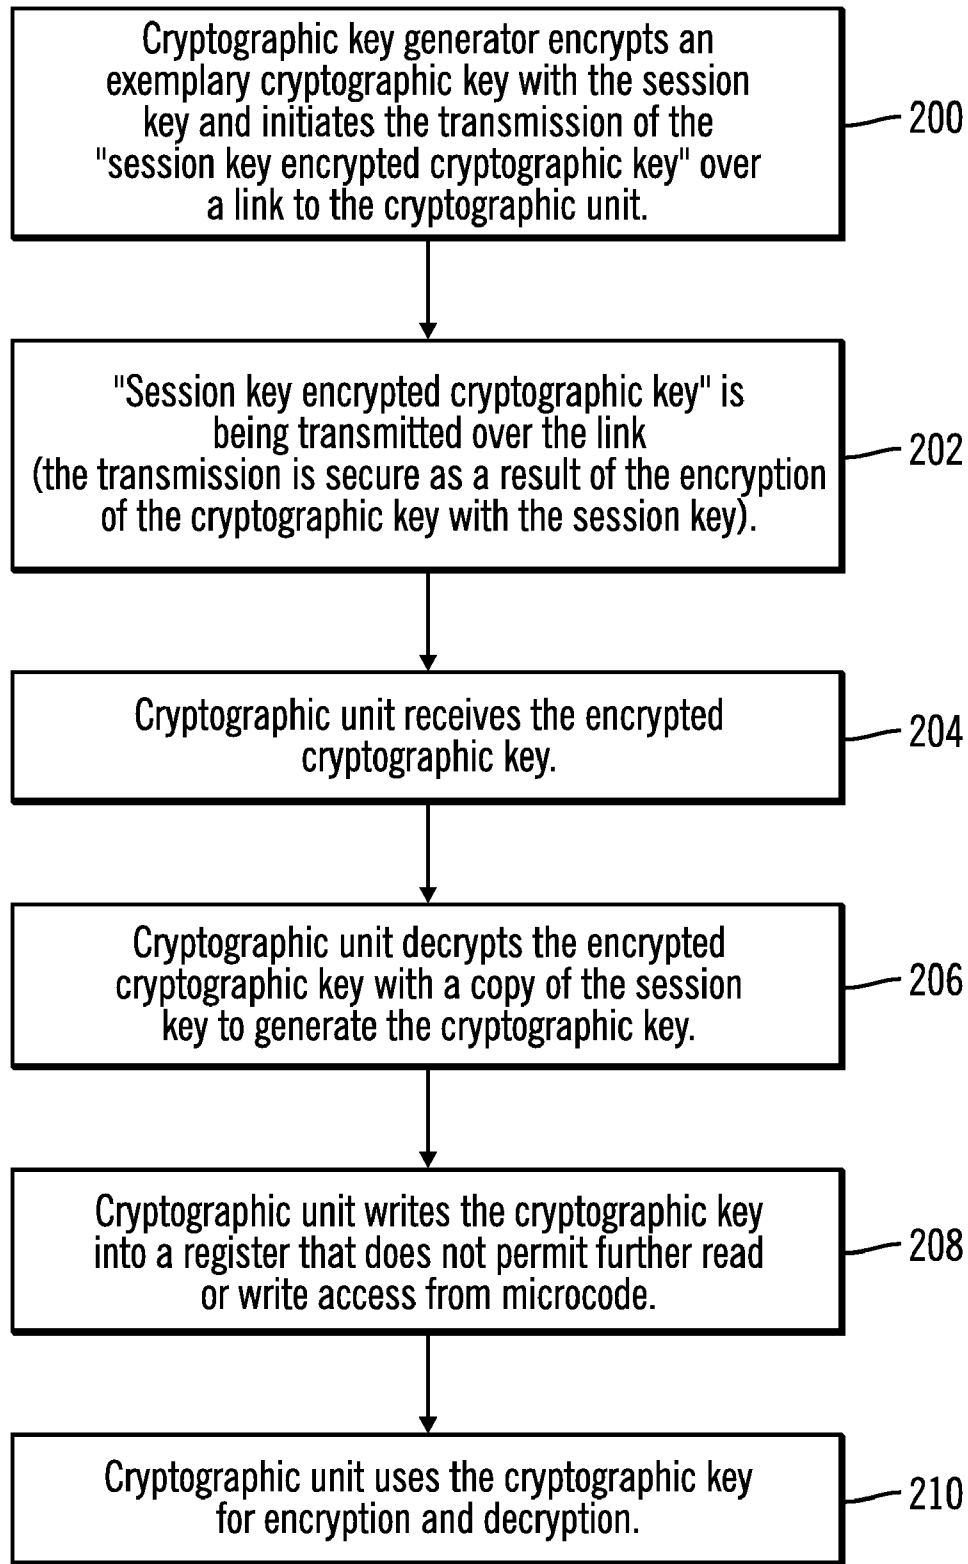 Cryptographic key generator encrypts an
exemplary cryptographic key with the session
key and initiates the transmission of the
"session key encrypted cryptographic key" over
a link to the cryptographic unit.
200
"Session key encrypted cryptographic key" is
being transmitted over the link
(the transmission is secure as a result of the encryption
of the cryptographic key with the session key).
202
Cryptographic unit receives the encrypted
cryptographic key.
204
Cryptographic unit decrypts the encrypted
cryptographic key with a copy of the session
key to generate the cryptographic key.
206
Cryptographic unit writes the cryptographic key
into a register that does not permit further read
or write access from microcode.
208
Cryptographic unit uses the cryptographic key
for encryption and decryption.
210